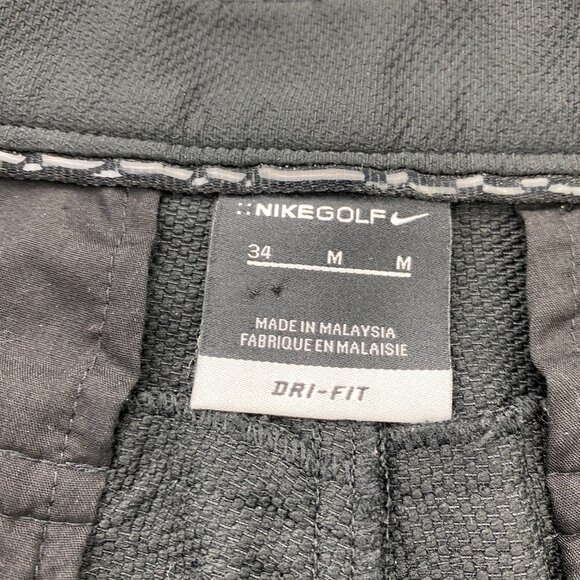 NIKEGOLF
34 M M
MADE IN MALAYSIA
FABRIQUE EN MALAISIE
DRI-FIT